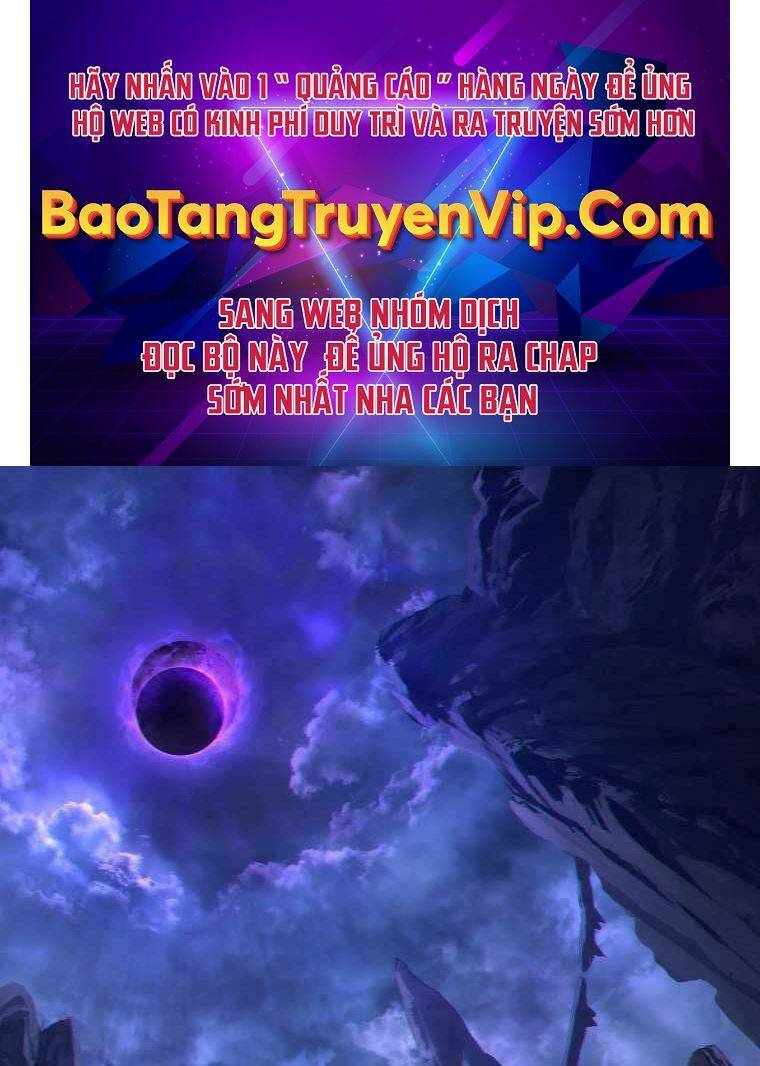 HÃY NHẤN VÀO 1 “ QUẢNG CÁO ” HÀNG NGÀY ĐỂ ỦNG
HỘ WEB CÓ KINH PHÍ DUY TRÌ VÀ RA TRUYỆN SỚM HƠN
BaoTangTruyenVip.Com
SANG WEB NHÓM DỊCH
ĐỌC BỘ NÀY ĐỂ ỦNG HỘ RA CHAP
SỚM NHẤT NHA CÁC BẠN